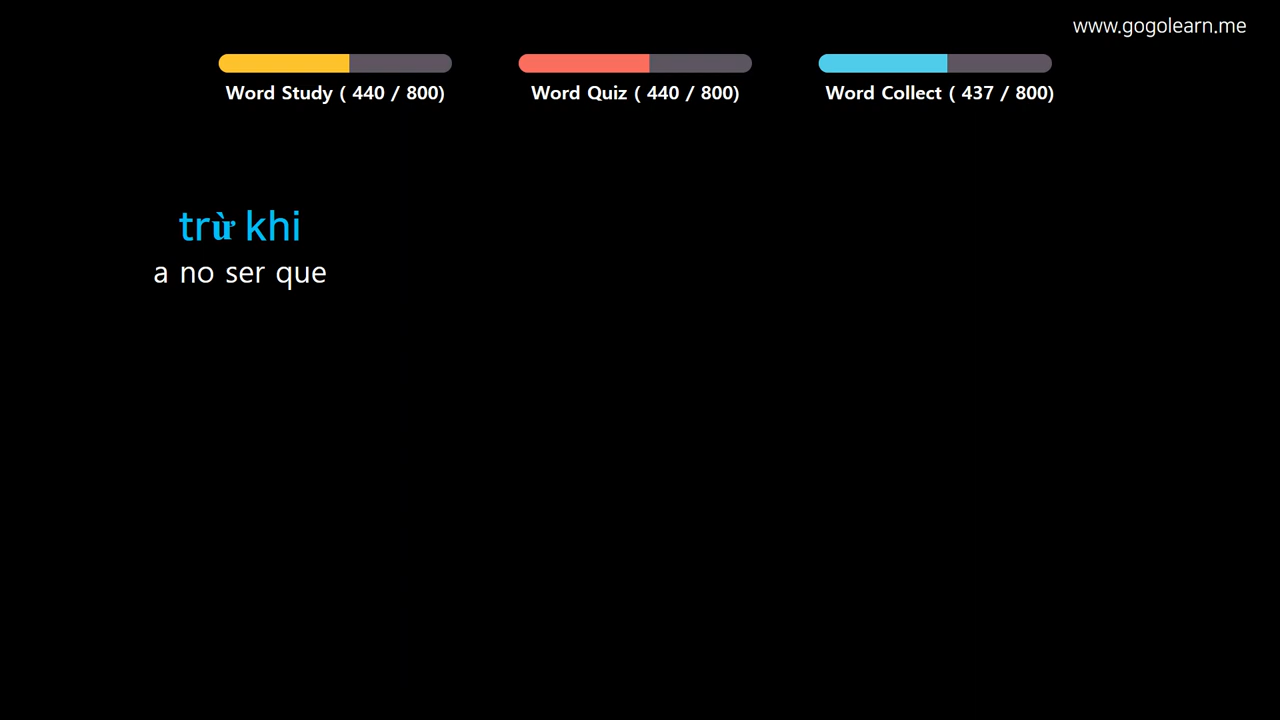 www.gogolearn.me
Word Study ( 440 / 800)
Word Quiz ( 440 / 800)
Word Collect ( 437 / 800)
trừ khi
a no ser que